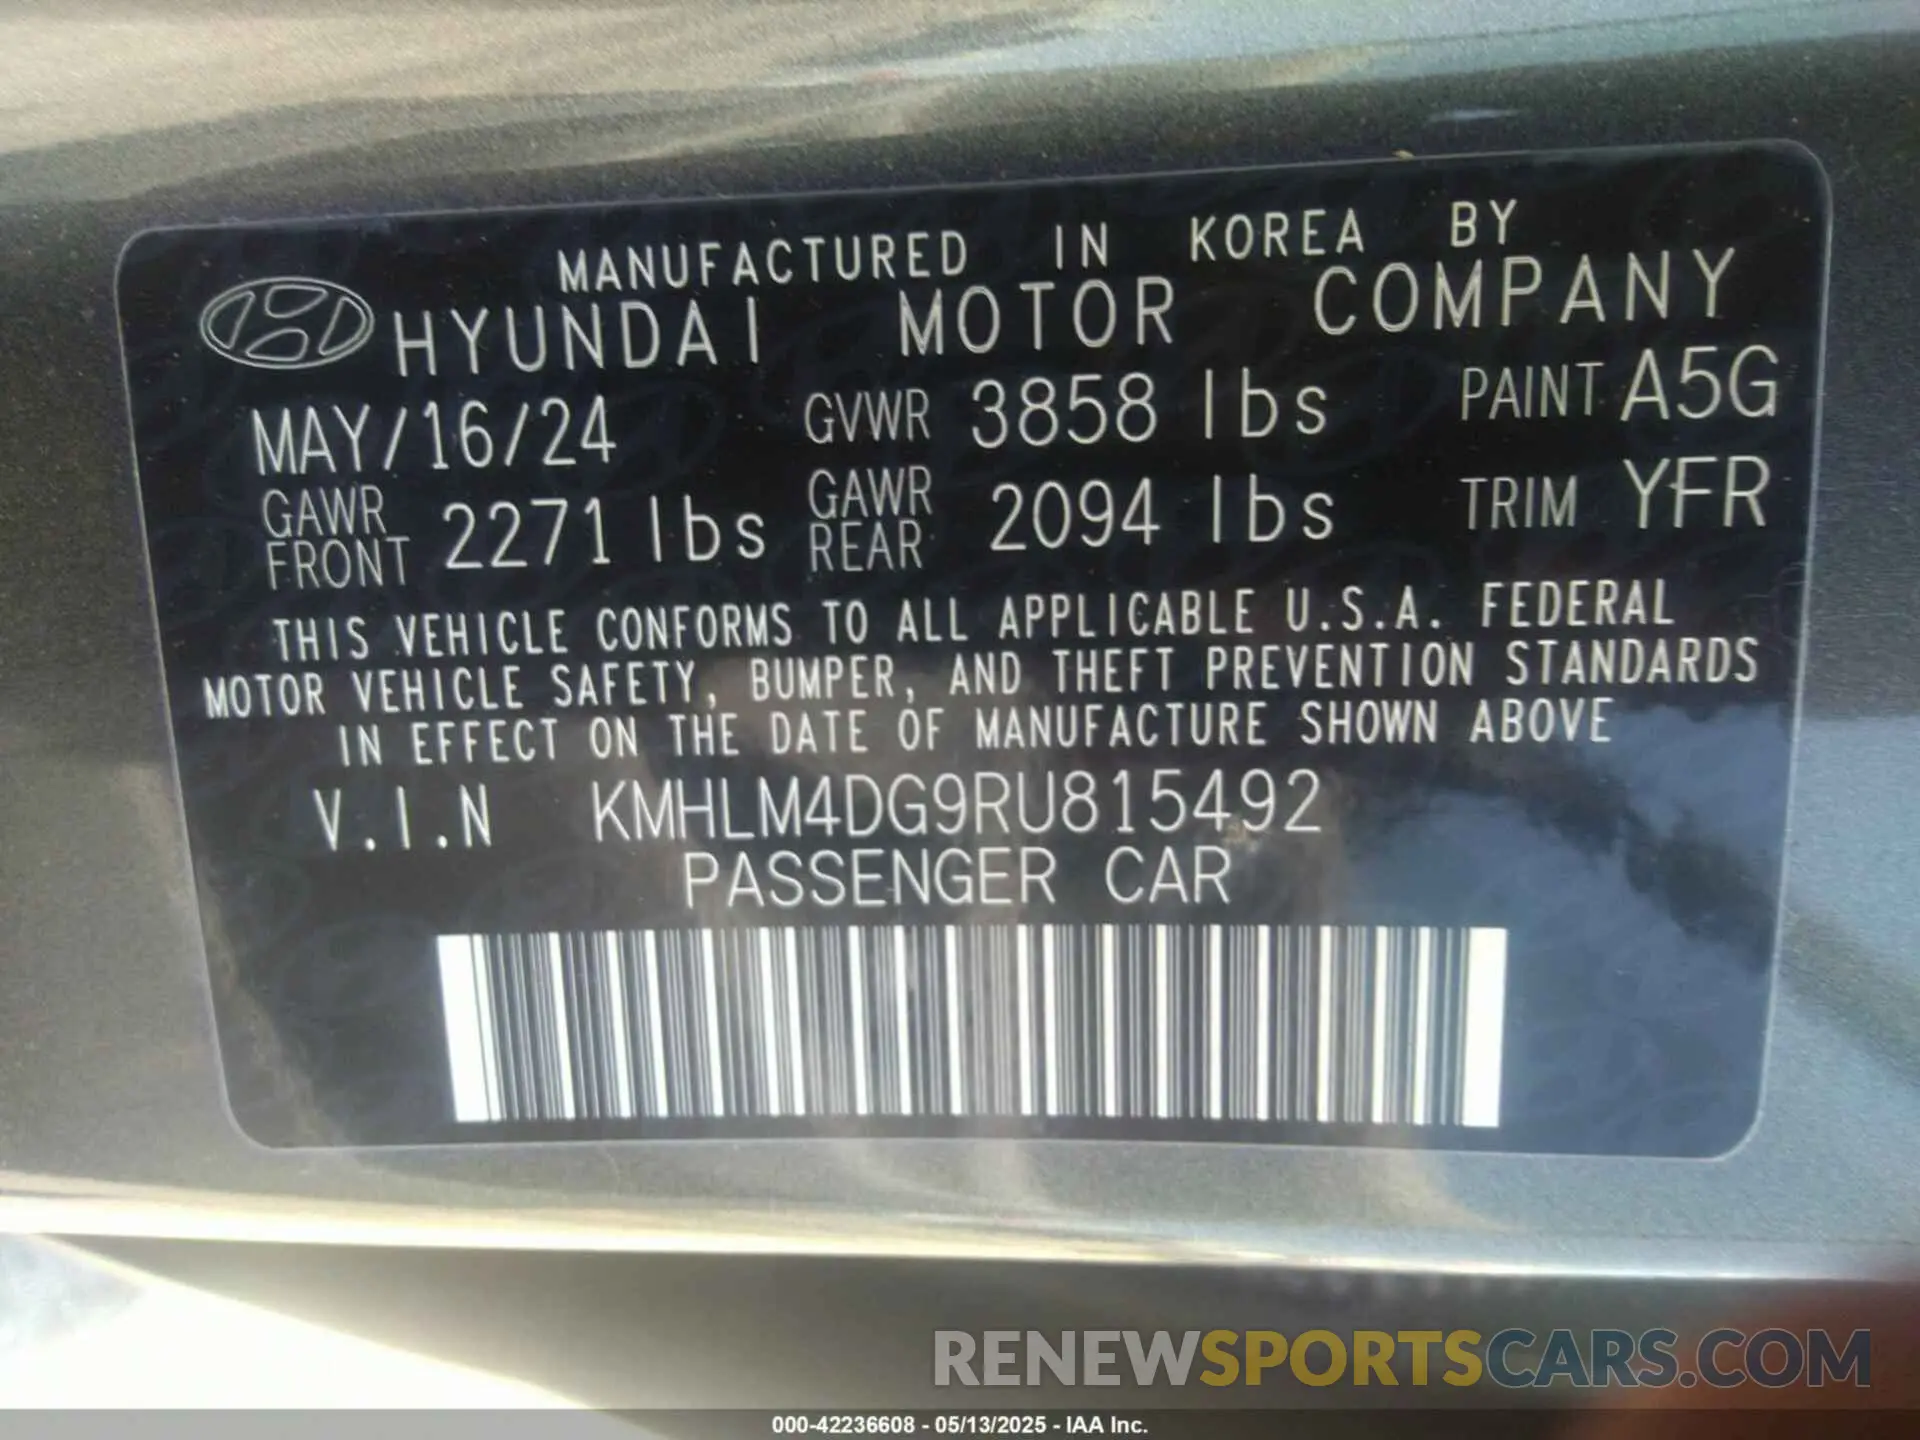 MANUFACTURED IN KOREA BY
HYUNDAI MOTOR COMPANY
MAY/16/24 GVWR 3858 lbs PAINT A5G
GAWR FRONT 2271 lbs GAWR REAR 2094 lbs TRIM YFR
THIS VEHICLE CONFORMS TO ALL APPLICABLE U.S.A. FEDERAL
MOTOR VEHICLE SAFETY, BUMPER, AND THEFT PREVENTION STANDARDS
IN EFFECT ON THE DATE OF MANUFACTURE SHOWN ABOVE
V.I.N KMHLM4DG9RU815492
PASSENGER CAR
RENEWSPORTSCARS.COM
000-42236608 - 05/13/2025 - IAA Inc.